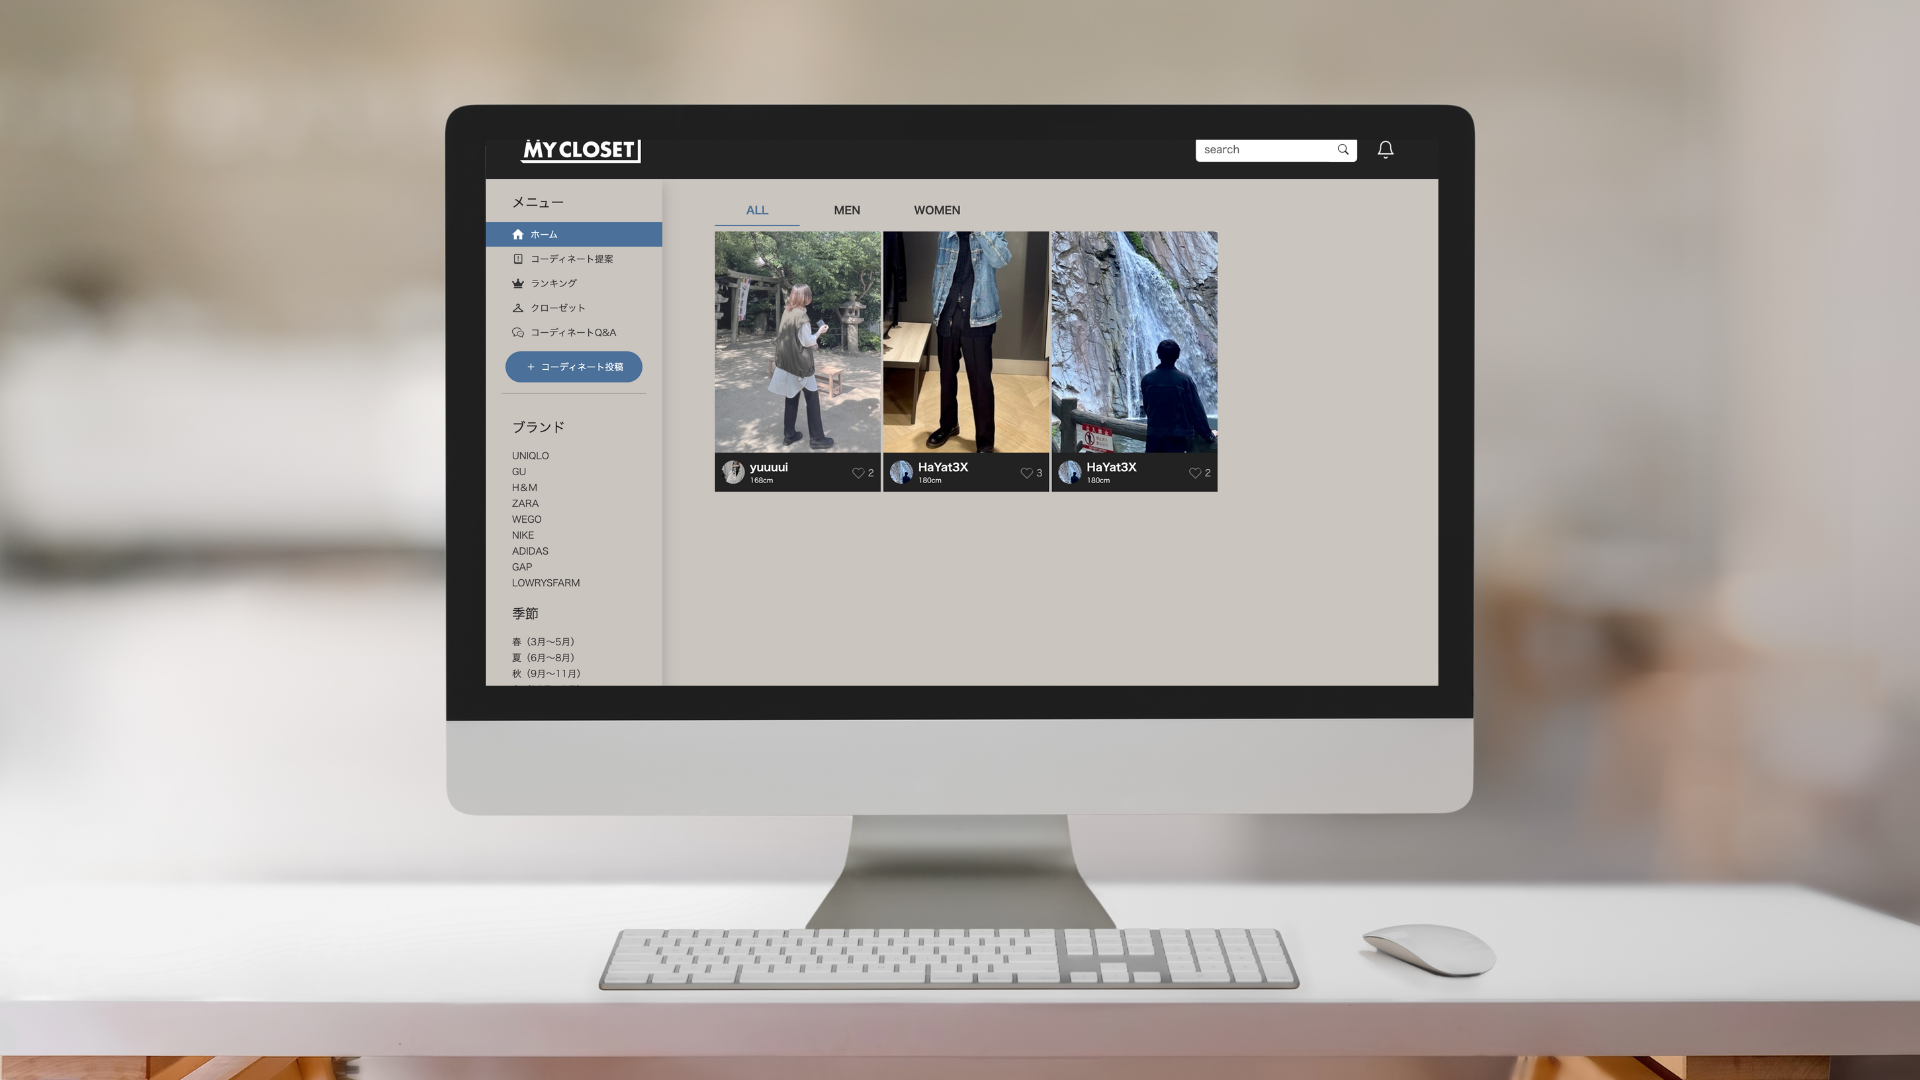 MY CLOSET
search
メニュー
ホーム
コーディネート提案
ランキング
クローゼット
コーディネートQ&A
＋ コーディネート投稿
ブランド
UNIQLO
GU
H&M
ZARA
WEGO
NIKE
ADIDAS
GAP
LOWRYSFARM
季節
春（3月〜5月）
夏（6月〜8月）
秋（9月〜11月）
ALL MEN WOMEN
yuuuui
168cm
2
HaYat3X
180cm
3
HaYat3X
180cm
2